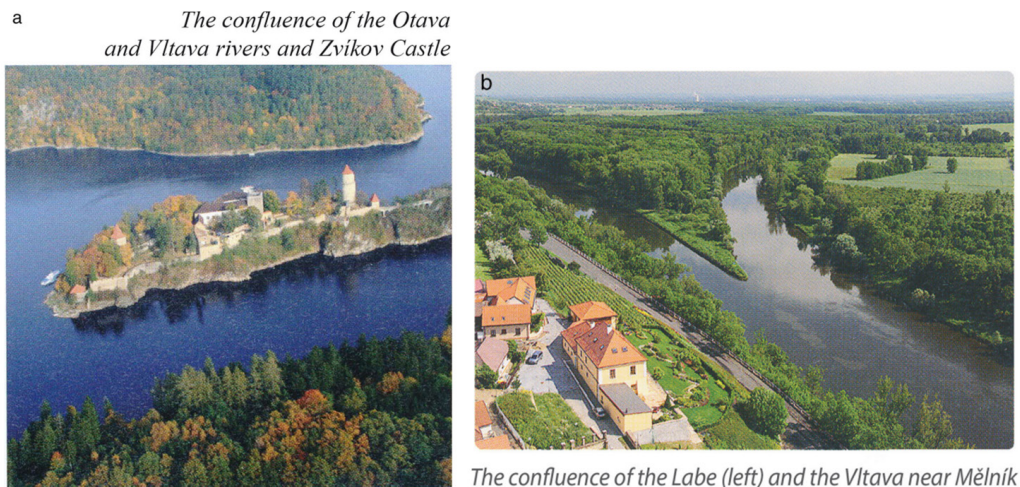 a
The confluence of the Otava
and Vltava rivers and Zvíkov Castle
b
The confluence of the Labe (left) and the Vltava near Mělník